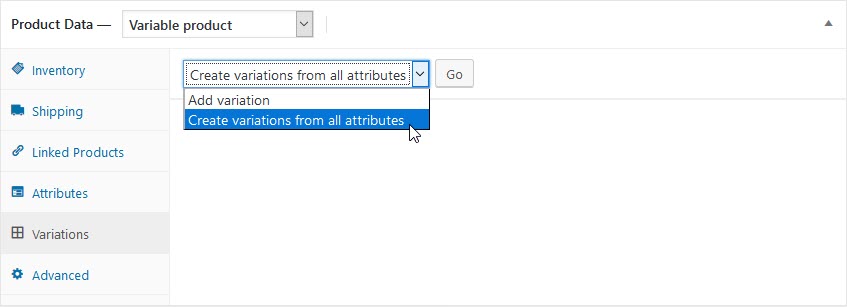 Product Data — Variable product
Inventory
Shipping
Linked Products
Attributes
Variations
Advanced
Create variations from all attributes Go
Add variation
Create variations from all attributes